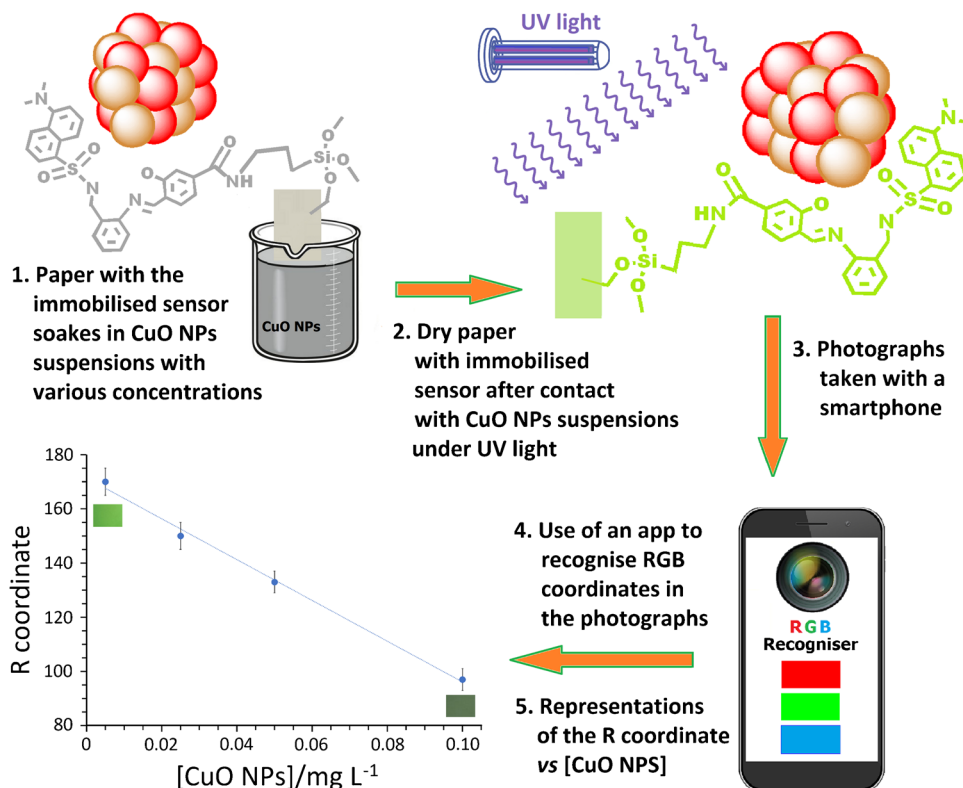 UV light
N
S
O
O
N
N
O
O
NH
Si
O
O
O
CuO NPs
1. Paper with the
immobilised sensor
soakes in CuO NPs
suspensions with
various concentrations
2. Dry paper
with immobilised
sensor after contact
with CuO NPs suspensions
under UV light
O
NH
O
O
Si
O
O
N
N
S
O
O
N
3. Photographs
taken with a
smartphone
4. Use of an app to
recognise RGB
coordinates in
the photographs
RGB
Recogniser
5. Representations
of the R coordinate
vs [CuO NPS]
R coordinate
180
160
140
120
100
80
0
0.02
0.04
0.06
0.08
0.10
[CuO NPs]/mg L⁻¹